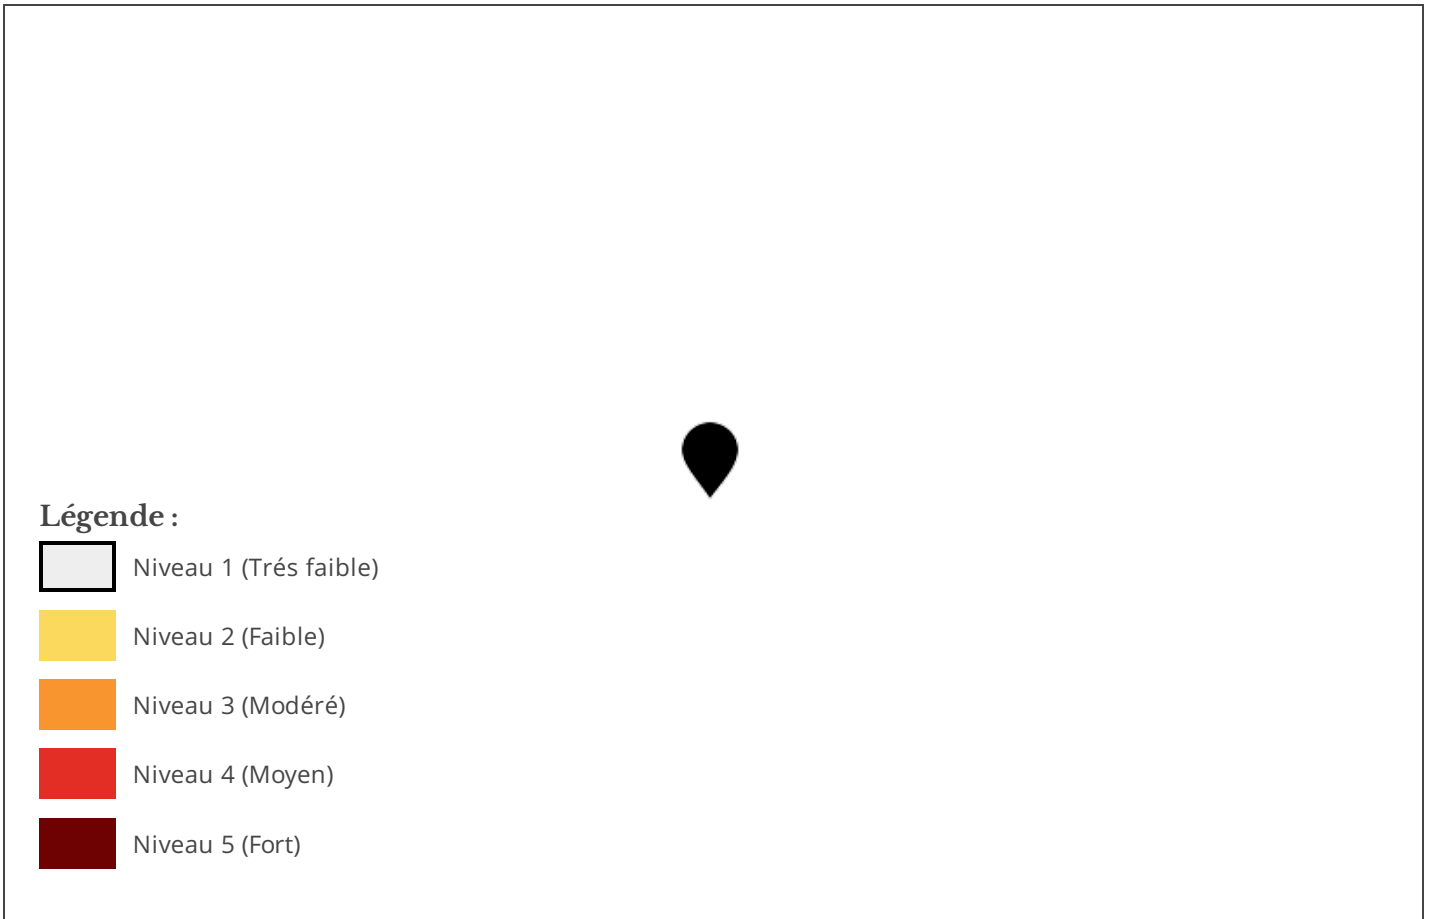 Légende :
Niveau 1 (Trés faible)
Niveau 2 (Faible)
Niveau 3 (Modéré)
Niveau 4 (Moyen)
Niveau 5 (Fort)